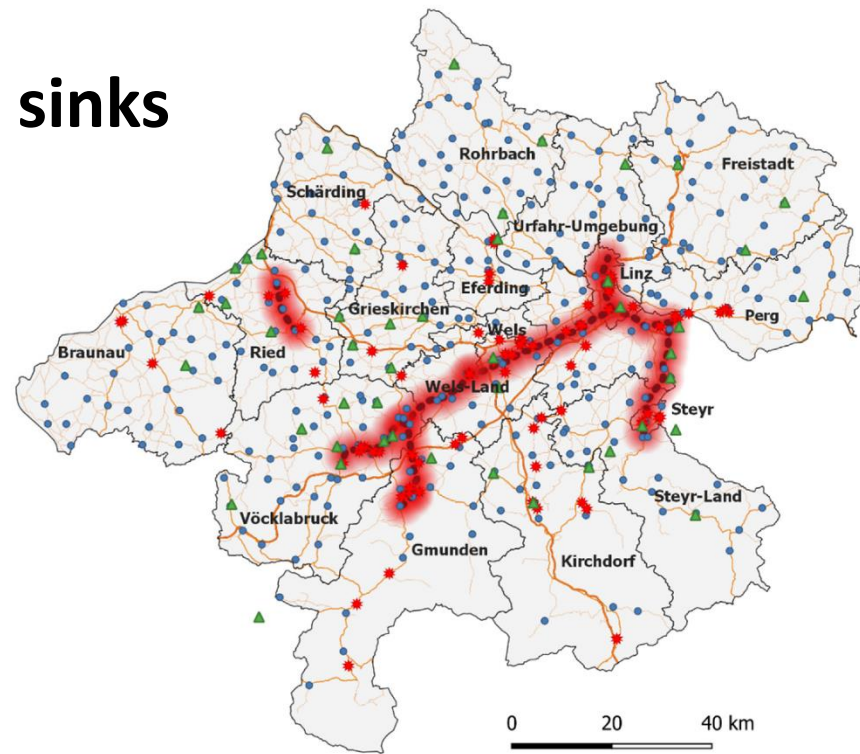 sinks
Rohrbach
Freistadt
Schärding
Urfahr-Umgebung
Linz
Eferding
Grieskirchen
Perg
Wels
Braunau
Ried
Wels-Land
Steyr
Steyr-Land
Vöcklabruck
Gmunden
Kirchdorf
0 20 40 km